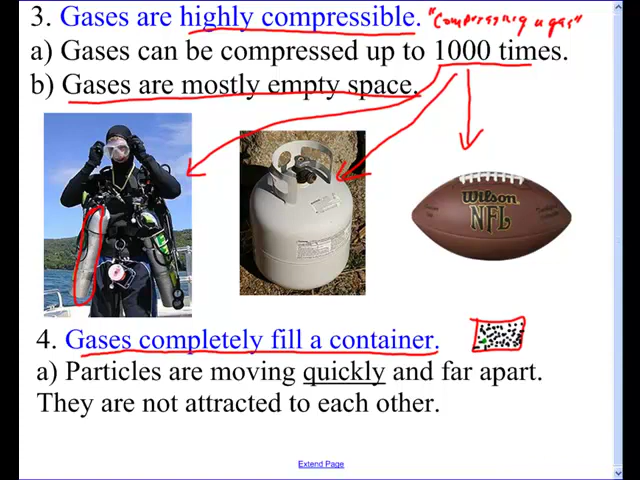 3. Gases are highly compressible. "Compressing a gas"
a) Gases can be compressed up to 1000 times.
b) Gases are mostly empty space.
Wilson
NFL
4. Gases completely fill a container.
a) Particles are moving quickly and far apart.
They are not attracted to each other.
Extend Page